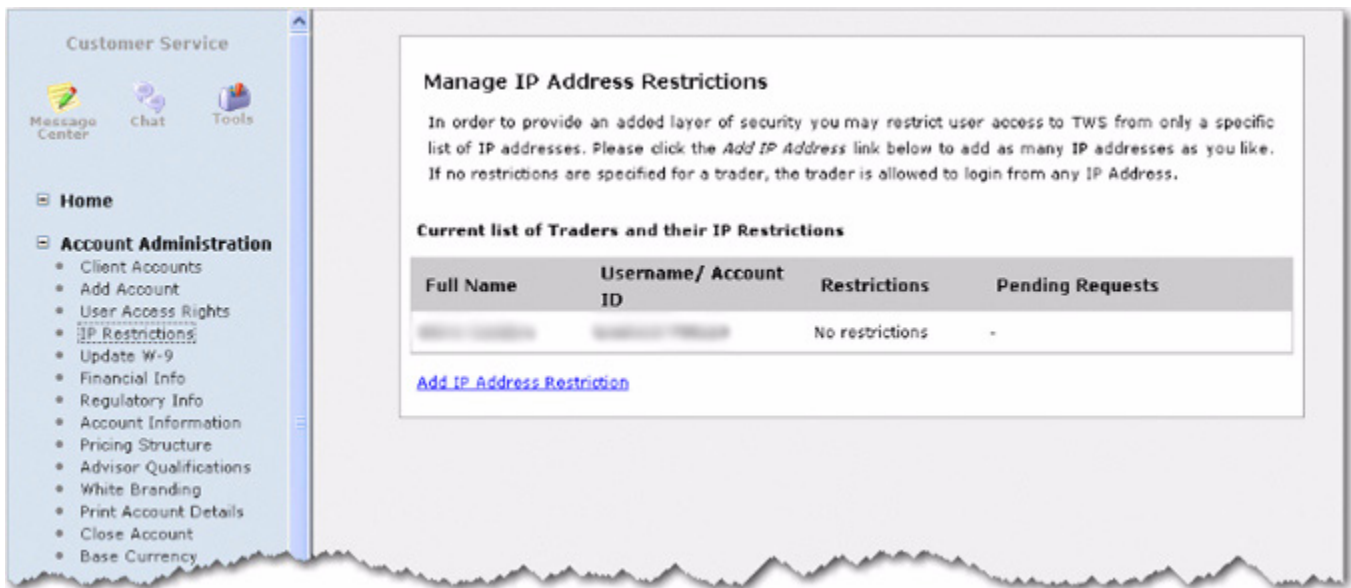 Customer Service
Message Center
Chat
Tools
Home
Account Administration
Client Accounts
Add Account
User Access Rights
IP Restrictions
Update W-9
Financial Info
Regulatory Info
Account Information
Pricing Structure
Advisor Qualifications
White Branding
Print Account Details
Close Account
Base Currency
Manage IP Address Restrictions
In order to provide an added layer of security you may restrict user access to TWS from only a specific
list of IP addresses. Please click the Add IP Address link below to add as many IP addresses as you like.
If no restrictions are specified for a trader, the trader is allowed to login from any IP Address.
Current list of Traders and their IP Restrictions
Full Name
Username/ Account
ID
Restrictions
Pending Requests
No restrictions
-
Add IP Address Restriction